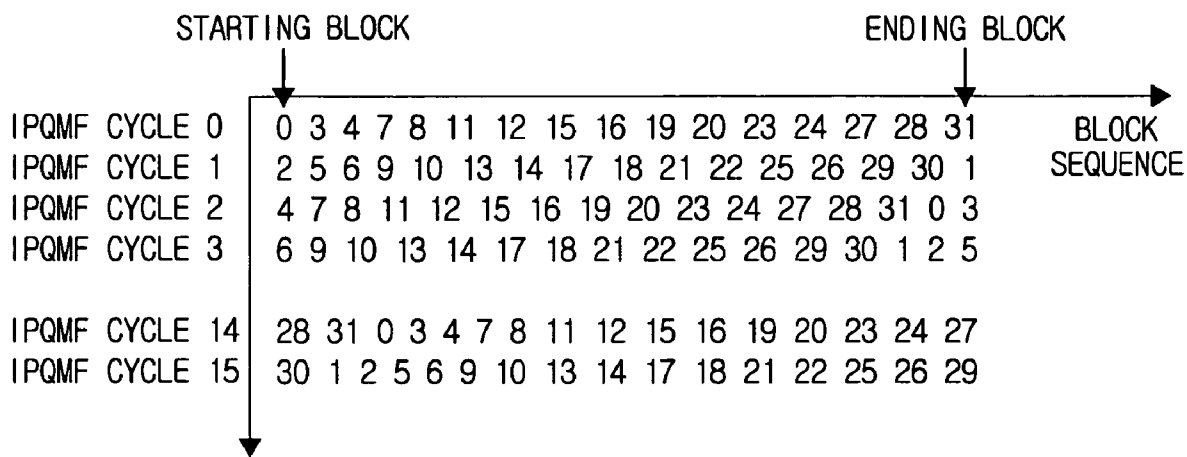 STARTING BLOCK ENDING BLOCK
IPQMF CYCLE 0 0 3 4 7 8 11 12 15 16 19 20 23 24 27 28 31 BLOCK
IPQMF CYCLE 1 2 5 6 9 10 13 14 17 18 21 22 25 26 29 30 1 SEQUENCE
IPQMF CYCLE 2 4 7 8 11 12 15 16 19 20 23 24 27 28 31 0 3
IPQMF CYCLE 3 6 9 10 13 14 17 18 21 22 25 26 29 30 1 2 5
IPQMF CYCLE 14 28 31 0 3 4 7 8 11 12 15 16 19 20 23 24 27
IPQMF CYCLE 15 30 1 2 5 6 9 10 13 14 17 18 21 22 25 26 29